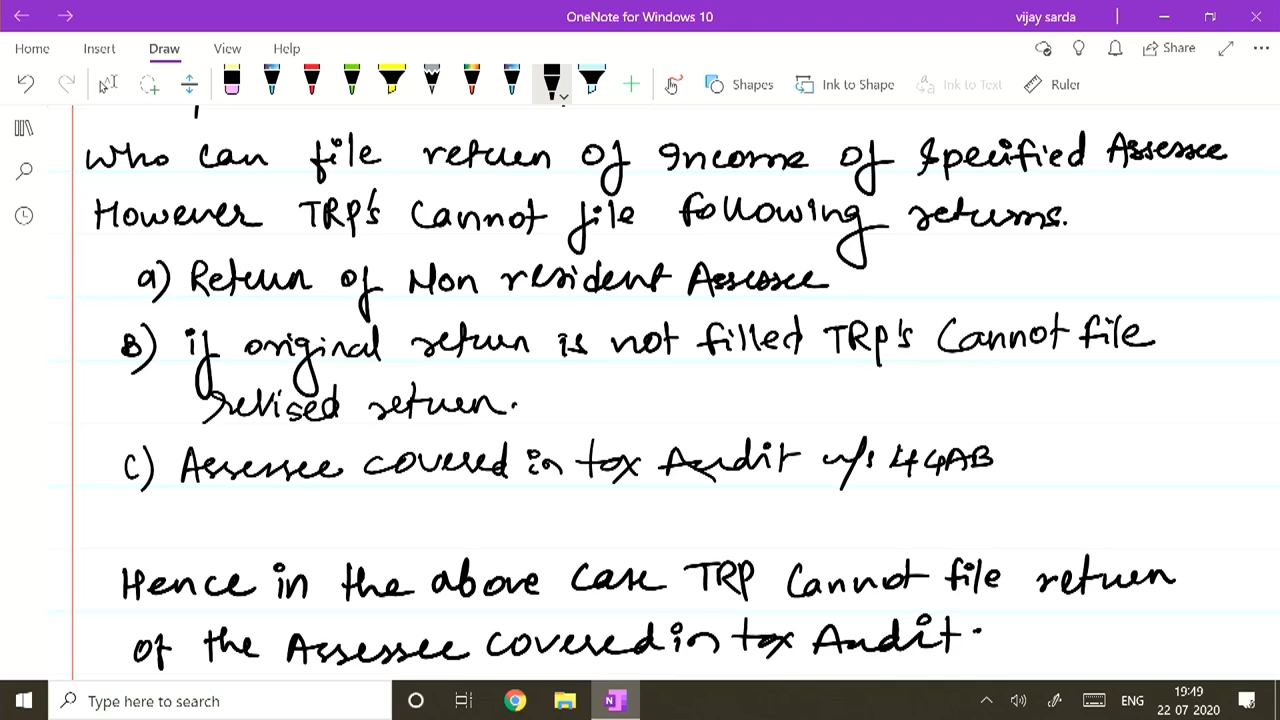 OneNote for Windows 10
vijay sarda
Home Insert Draw View Help
Share
Shapes Ink to Shape Ink to Text Ruler
who can file return of Income of specified Assessee
However TRP's cannot file following returns.
a) Return of Non resident Assessee
B) if original return is not filled TRP's cannot file
revised return.
C) Assessee covered in tax Audit u/s 44AB
Hence in the above case TRP cannot file return
of the Assessee covered in tax Audit.
Type here to search
ENG
19:49
22-07-2020